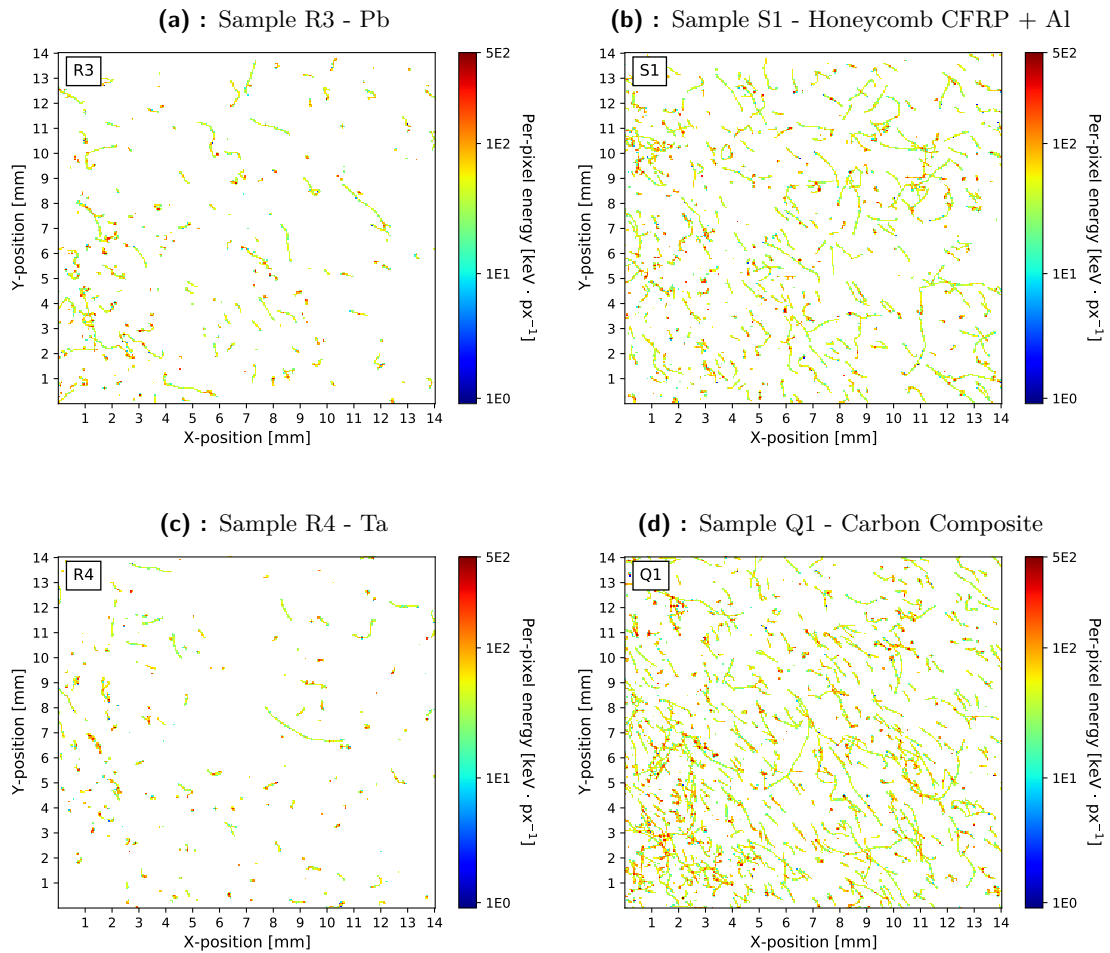 (a) : Sample R3 - Pb
R3
14
13
12
11
10
9
8
7
6
5
4
3
2
1
Y-position [mm]
1 2 3 4 5 6 7 8 9 10 11 12 13 14
X-position [mm]
5E2
1E2
1E1
1E0
Per-pixel energy [keV · px⁻¹]
(b) : Sample S1 - Honeycomb CFRP + Al
S1
14
13
12
11
10
9
8
7
6
5
4
3
2
1
Y-position [mm]
1 2 3 4 5 6 7 8 9 10 11 12 13 14
X-position [mm]
5E2
1E2
1E1
1E0
Per-pixel energy [keV · px⁻¹]
(c) : Sample R4 - Ta
R4
14
13
12
11
10
9
8
7
6
5
4
3
2
1
Y-position [mm]
1 2 3 4 5 6 7 8 9 10 11 12 13 14
X-position [mm]
5E2
1E2
1E1
1E0
Per-pixel energy [keV · px⁻¹]
(d) : Sample Q1 - Carbon Composite
Q1
14
13
12
11
10
9
8
7
6
5
4
3
2
1
Y-position [mm]
1 2 3 4 5 6 7 8 9 10 11 12 13 14
X-position [mm]
5E2
1E2
1E1
1E0
Per-pixel energy [keV · px⁻¹]